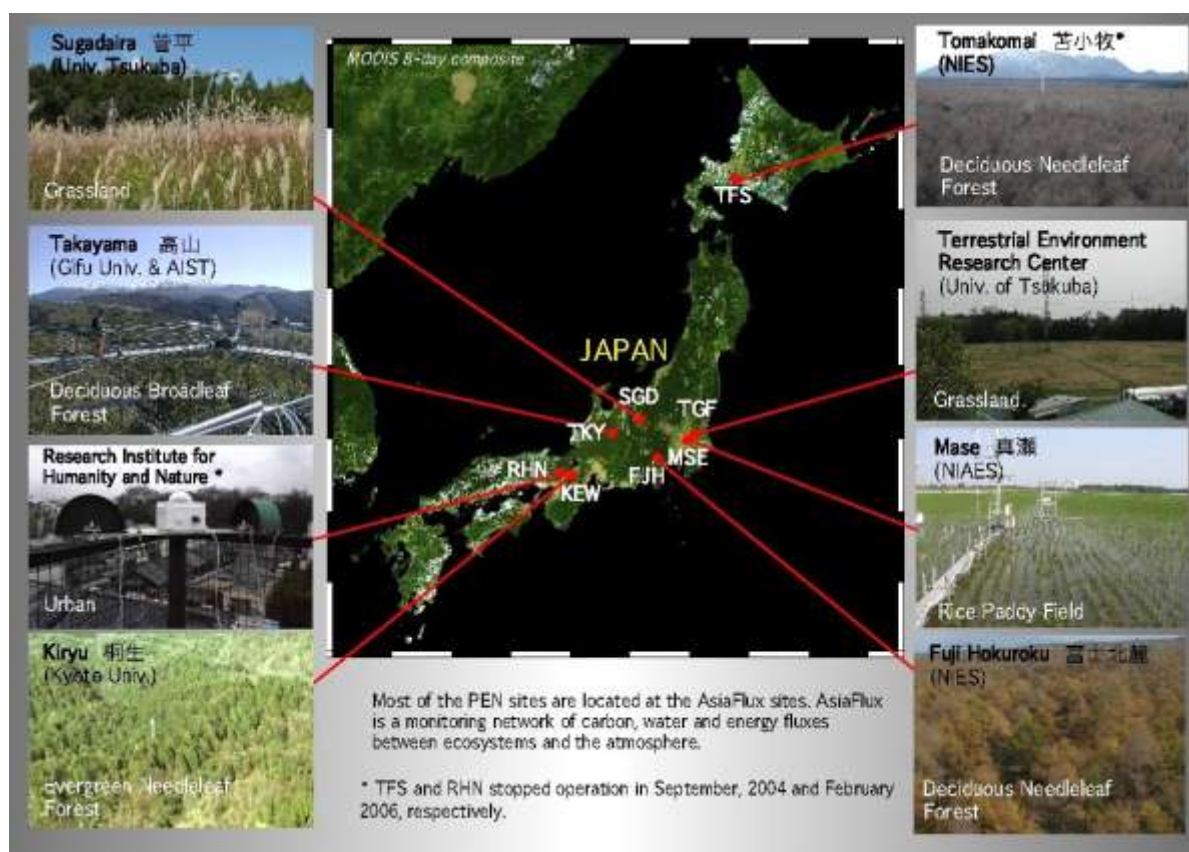 Sugadaira 菅平
(Univ. Tsukuba)
Grassland
Takayama 高山
(Gifu Univ. & AIST)
Deciduous Broadleaf
Forest
Research Institute for
Humanity and Nature *
Urban
Kiryu 桐生
(Kyoto Univ.)
Evergreen Needleleaf
Forest
MODIS 8-day composite
TFS
JAPAN
SGD
TGF
TKY
MSE
RHN
FJH
KEW
Most of the PEN sites are located at the AsiaFlux sites. AsiaFlux
is a monitoring network of carbon, water and energy fluxes
between ecosystems and the atmosphere.
* TFS and RHN stopped operation in September, 2004 and February
2006, respectively.
Tomakomai 苫小牧*
(NIES)
Deciduous Needleleaf
Forest
Terrestrial Environment
Research Center
(Univ. of Tsukuba)
Grassland
Mase 真瀬
(NIAES)
Rice Paddy Field
Fuji Hokuroku 富士北麓
(NIES)
Deciduous Needleleaf
Forest